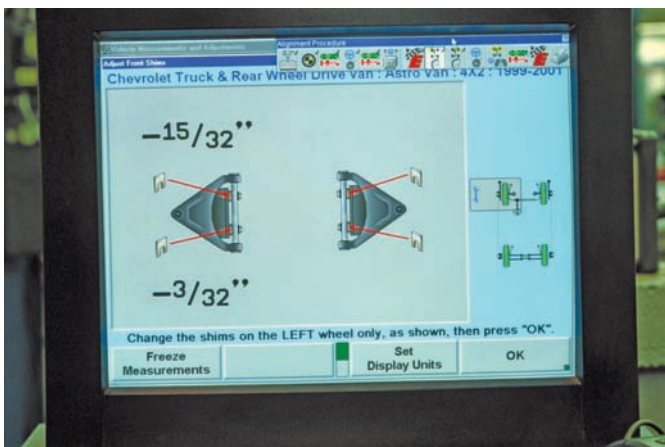 Vehicle Measurements and Adjustments
Alignment Procedure
Adjust Front Shims
Chevrolet Truck & Rear Wheel Drive Van : Astro Van : 4X2 : 1999-2001
−15/32”
−3/32”
Change the shims on the LEFT wheel only, as shown, then press "OK".
Freeze
Measurements
Set
Display Units
OK